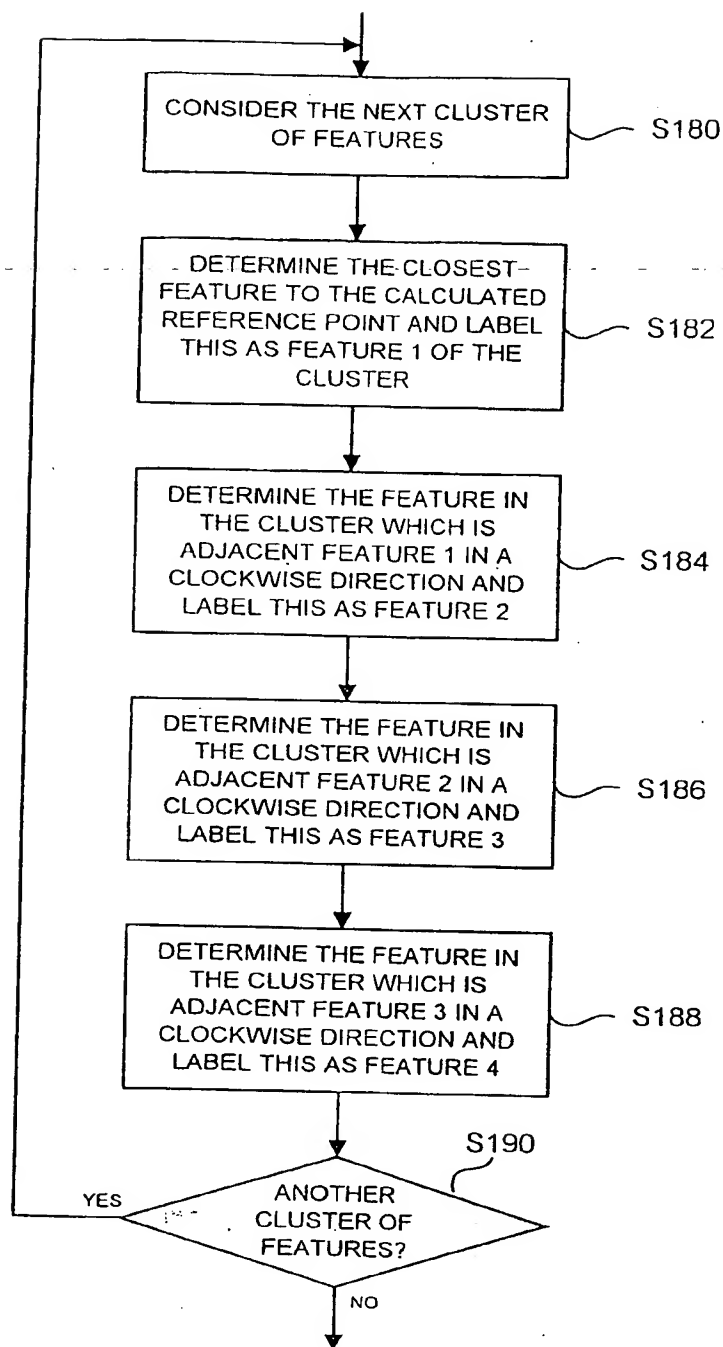 CONSIDER THE NEXT CLUSTER
OF FEATURES
S180
DETERMINE THE CLOSEST
FEATURE TO THE CALCULATED
REFERENCE POINT AND LABEL
THIS AS FEATURE 1 OF THE
CLUSTER
S182
DETERMINE THE FEATURE IN
THE CLUSTER WHICH IS
ADJACENT FEATURE 1 IN A
CLOCKWISE DIRECTION AND
LABEL THIS AS FEATURE 2
S184
DETERMINE THE FEATURE IN
THE CLUSTER WHICH IS
ADJACENT FEATURE 2 IN A
CLOCKWISE DIRECTION AND
LABEL THIS AS FEATURE 3
S186
DETERMINE THE FEATURE IN
THE CLUSTER WHICH IS
ADJACENT FEATURE 3 IN A
CLOCKWISE DIRECTION AND
LABEL THIS AS FEATURE 4
S188
S190
YES
ANOTHER
CLUSTER OF
FEATURES?
NO